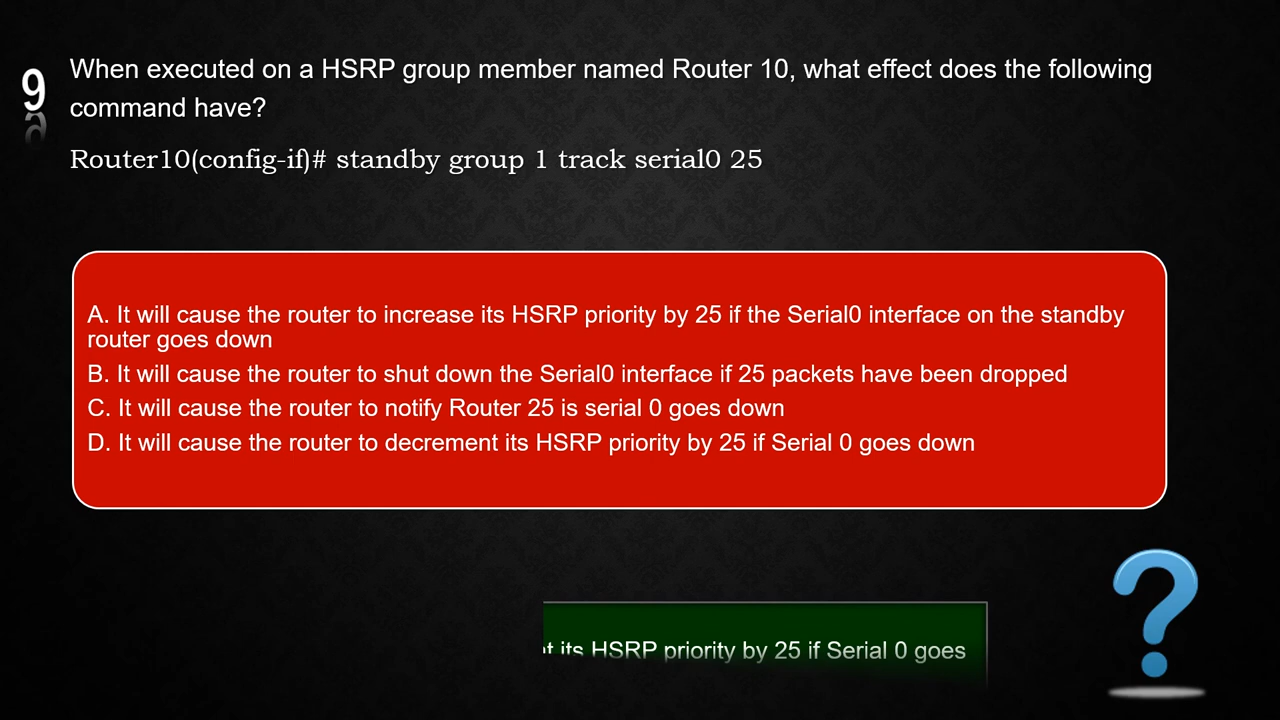 9
When executed on a HSRP group member named Router 10, what effect does the following
command have?
Router10(config-if)# standby group 1 track serial0 25
A. It will cause the router to increase its HSRP priority by 25 if the Serial0 interface on the standby
router goes down
B. It will cause the router to shut down the Serial0 interface if 25 packets have been dropped
C. It will cause the router to notify Router 25 is serial 0 goes down
D. It will cause the router to decrement its HSRP priority by 25 if Serial 0 goes down
its HSRP priority by 25 if Serial 0 goes
?